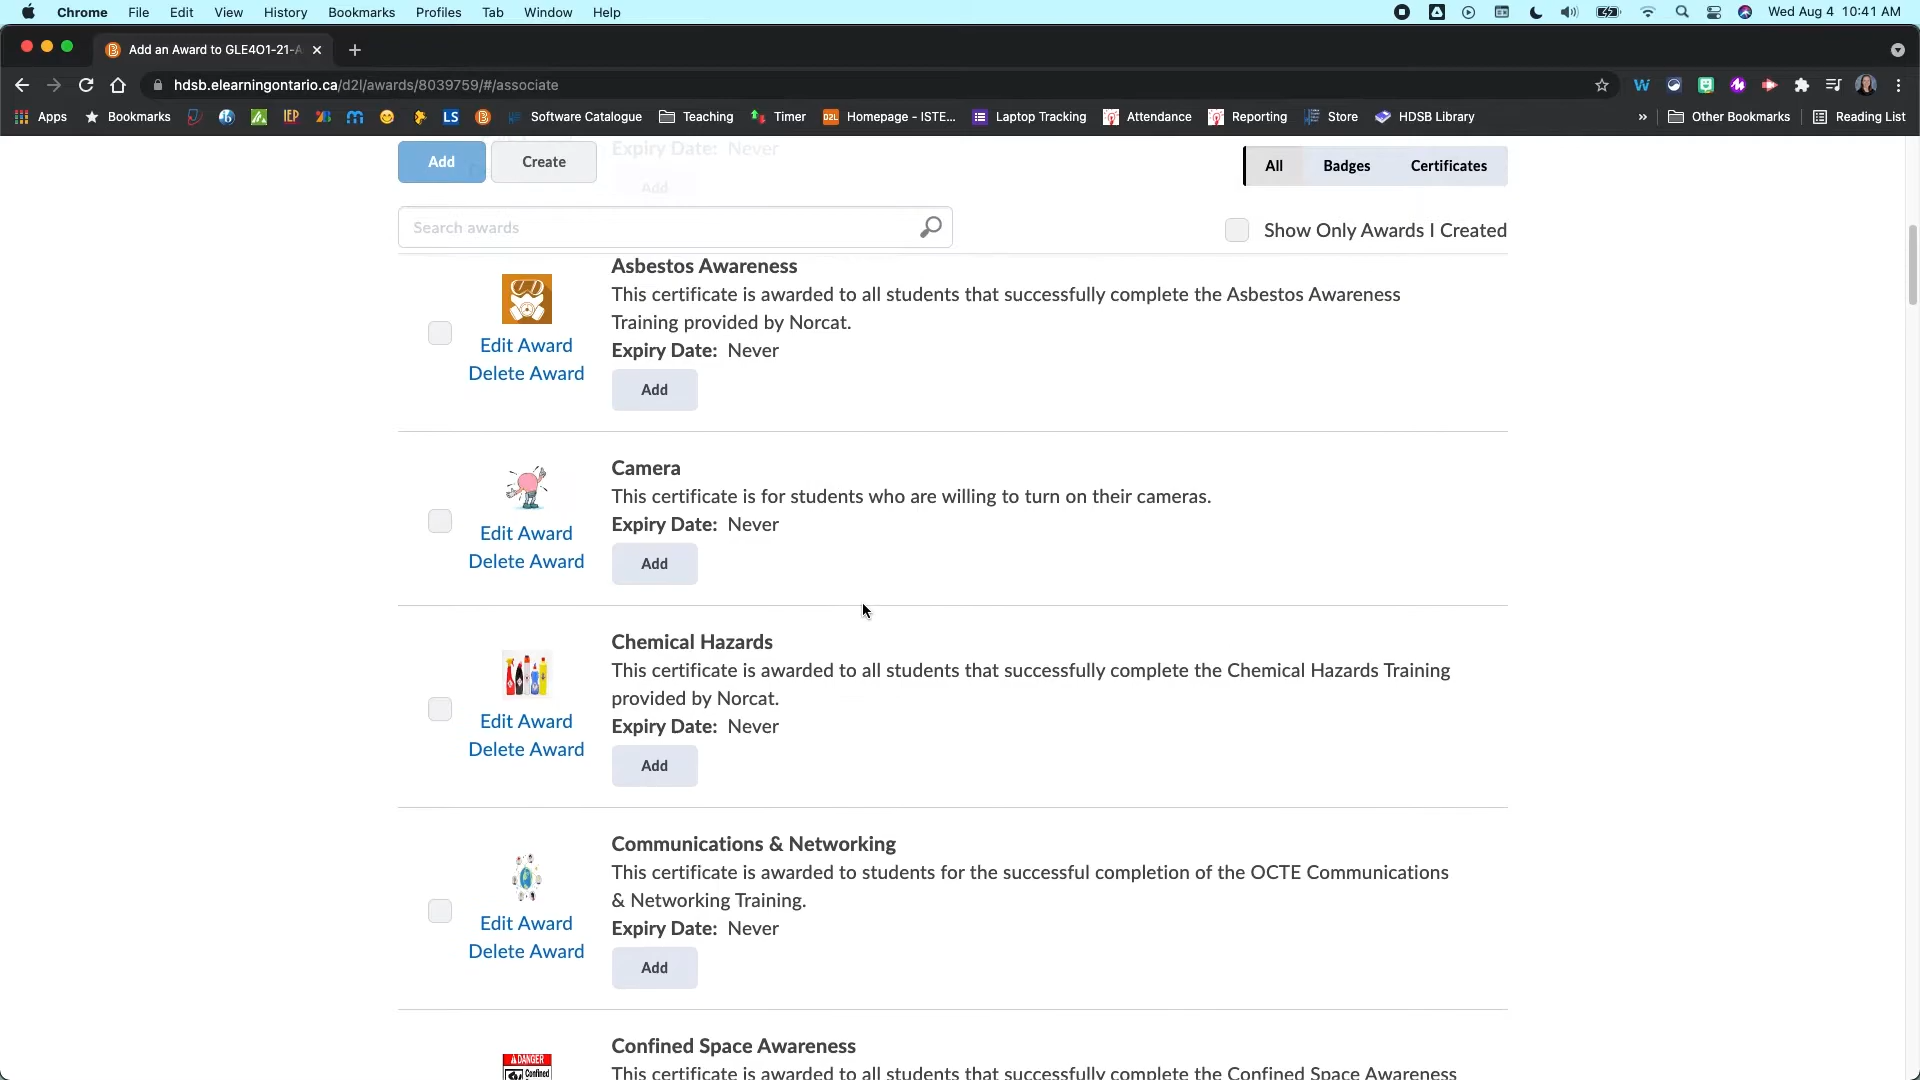 Chrome File Edit View History Bookmarks Profiles Tab Window Help
Wed Aug 4 10:41 AM
Add an Award to GLE4O1-21-A
hdsb.elearningontario.ca/d2l/awards/8039759/#/associate
Apps Bookmarks IEP LS Software Catalogue Teaching Timer D2L Homepage - ISTE... Laptop Tracking Attendance Reporting Store HDSB Library » Other Bookmarks Reading List
Expiry Date: Never
Add Create
All Badges Certificates
Add
Search awards
Show Only Awards I Created
Asbestos Awareness
This certificate is awarded to all students that successfully complete the Asbestos Awareness
Training provided by Norcat.
Edit Award
Expiry Date: Never
Delete Award
Add
Camera
This certificate is for students who are willing to turn on their cameras.
Expiry Date: Never
Edit Award
Delete Award
Add
Chemical Hazards
This certificate is awarded to all students that successfully complete the Chemical Hazards Training
provided by Norcat.
Edit Award
Expiry Date: Never
Delete Award
Add
Communications & Networking
This certificate is awarded to students for the successful completion of the OCTE Communications
& Networking Training.
Edit Award
Expiry Date: Never
Delete Award
Add
Confined Space Awareness
DANGER
Confined
This certificate is awarded to all students that successfully complete the Confined Space Awareness